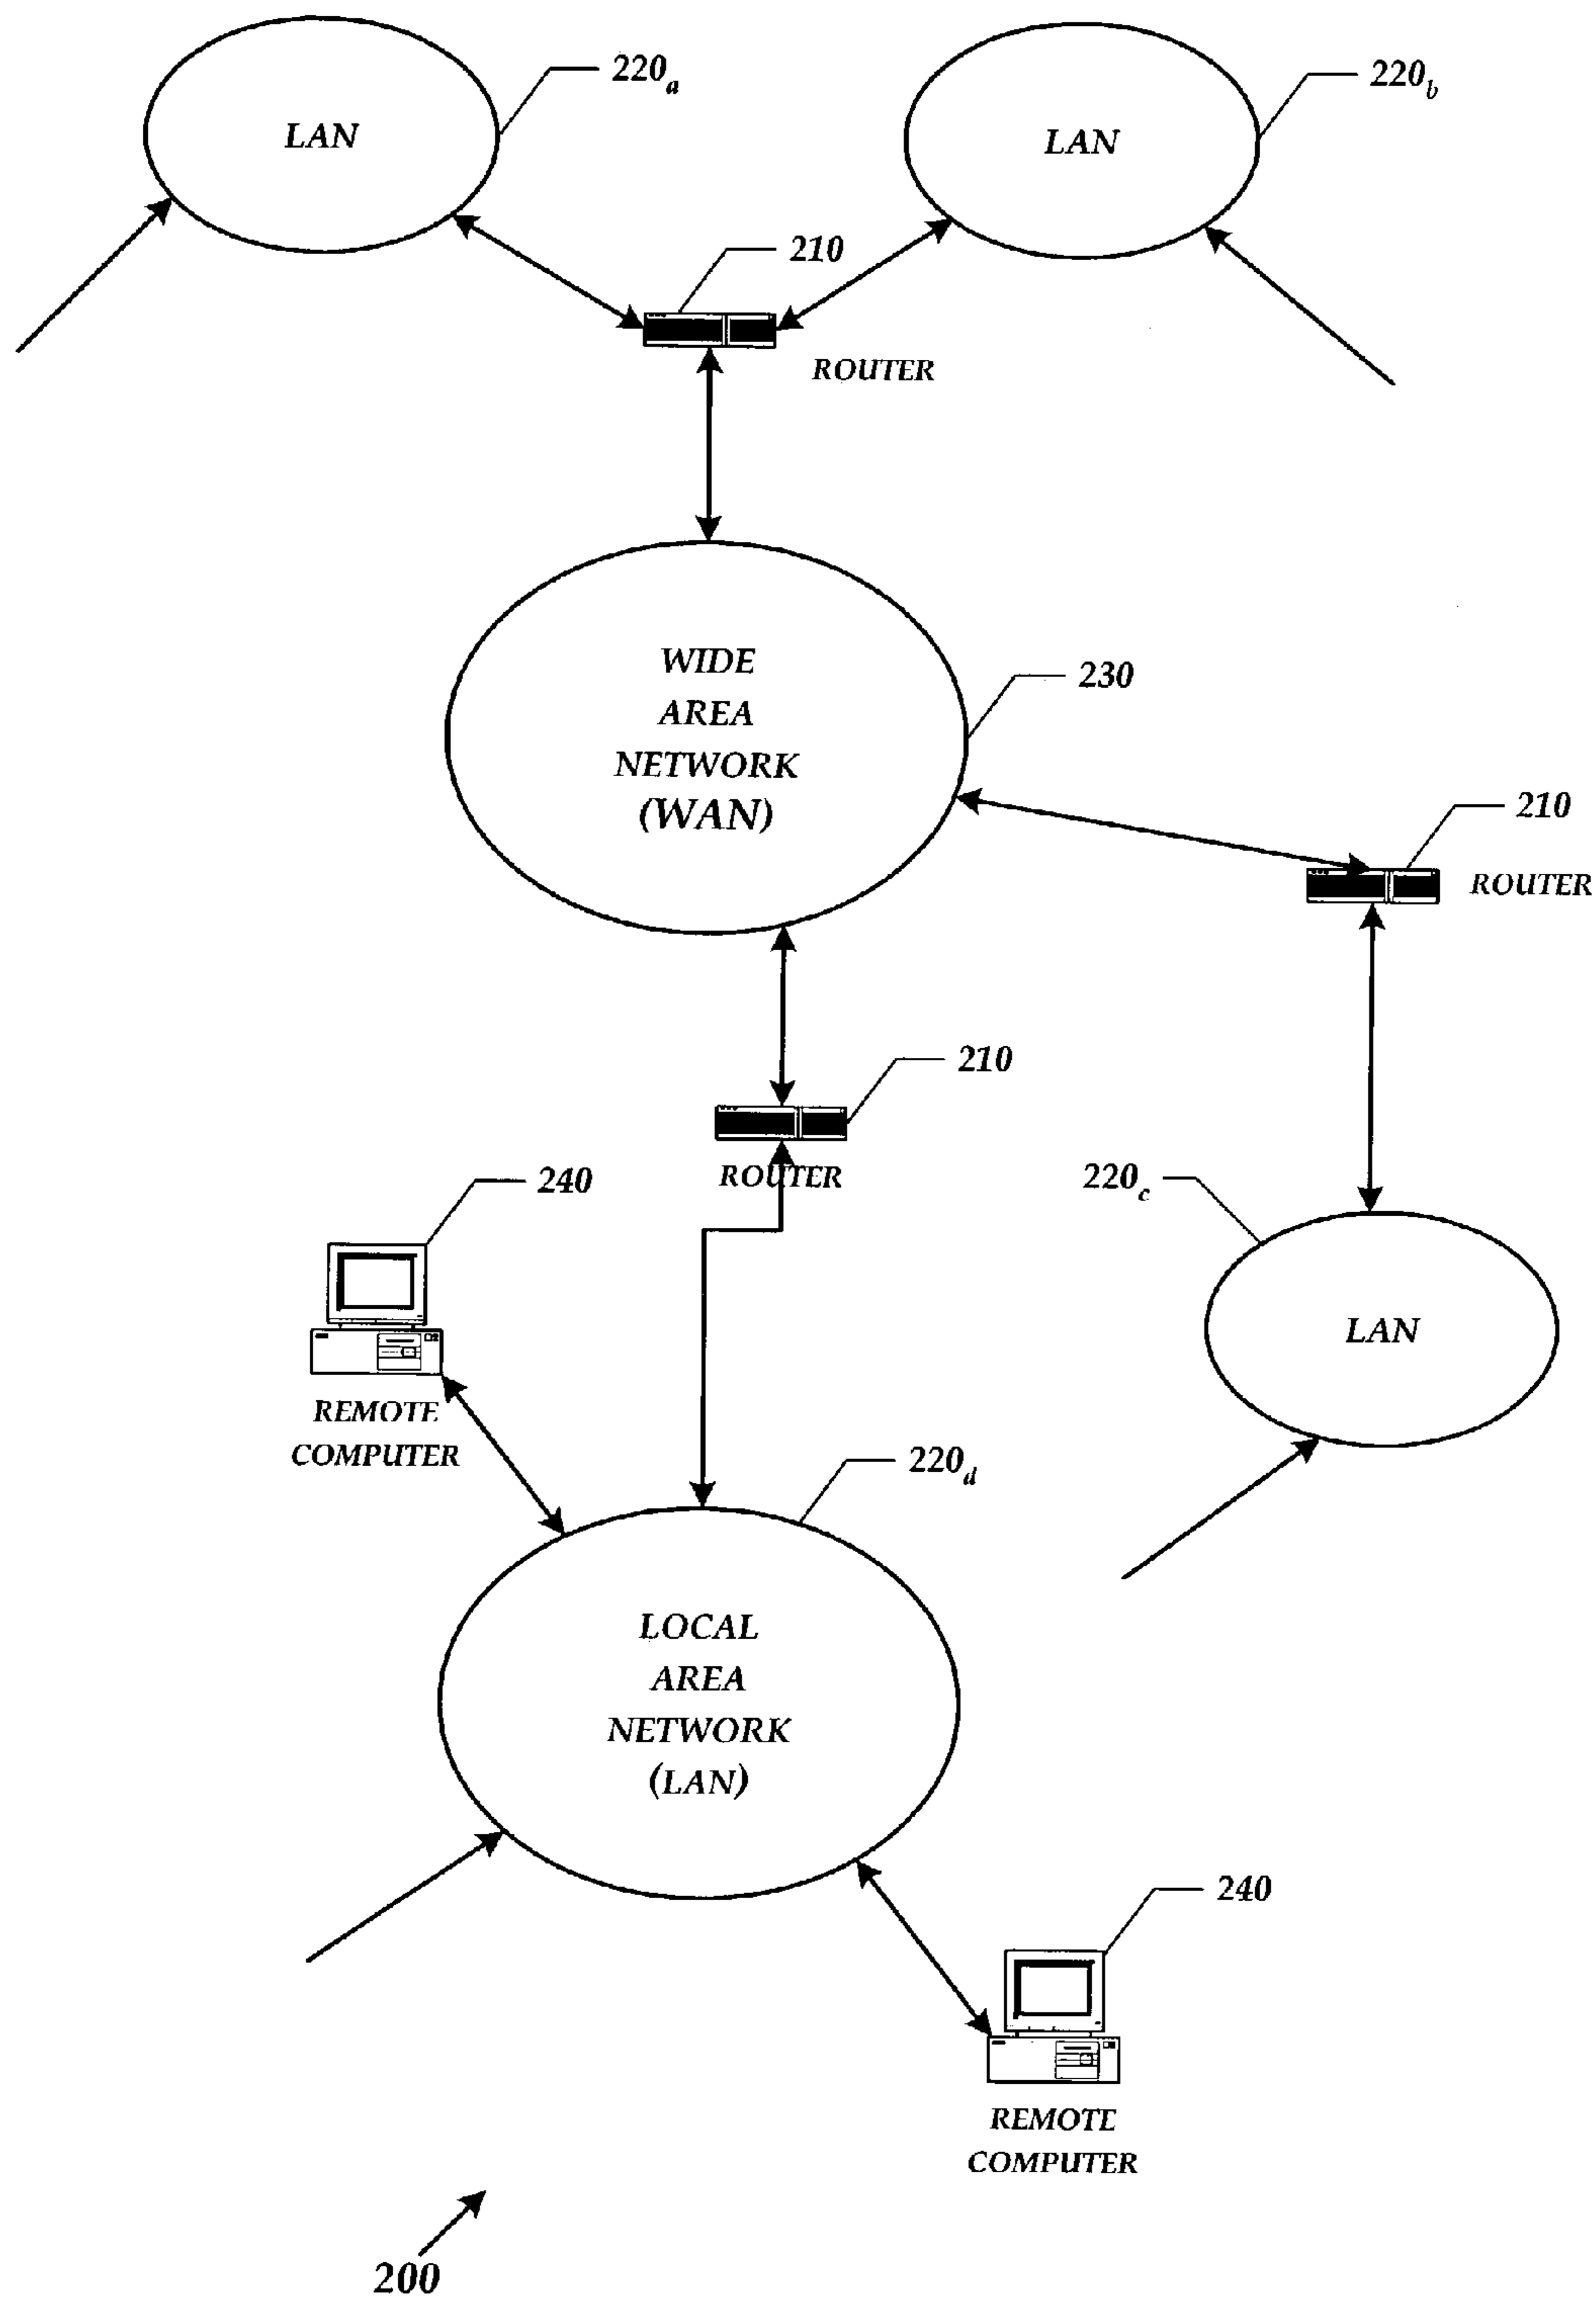 220a
220b
LAN
LAN
210
ROUTER
WIDE
AREA
NETWORK
(WAN)
230
210
ROUTER
210
ROUTER
240
220c
REMOTE
COMPUTER
LAN
220d
LOCAL
AREA
NETWORK
(LAN)
240
REMOTE
COMPUTER
200